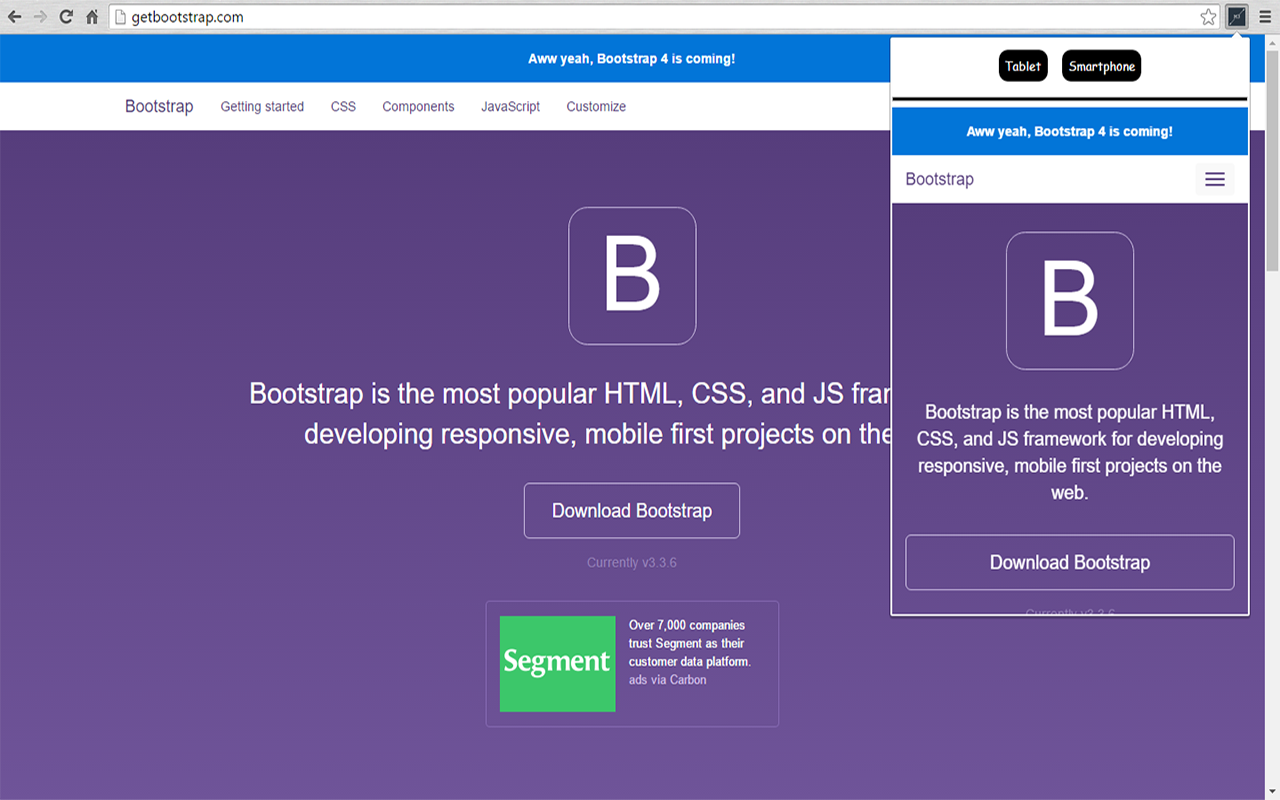 getbootstrap.com
Aww yeah, Bootstrap 4 is coming!
Bootstrap Getting started CSS Components JavaScript Customize
B
Bootstrap is the most popular HTML, CSS, and JS
developing responsive, mobile first projects on the
Download Bootstrap
Currently v3.3.6
Segment
Over 7,000 companies
trust Segment as their
customer data platform.
ads via Carbon
Tablet Smartphone
Aww yeah, Bootstrap 4 is coming!
Bootstrap
B
Bootstrap is the most popular HTML,
CSS, and JS framework for developing
responsive, mobile first projects on the
web.
Download Bootstrap
Currently v3.3.6